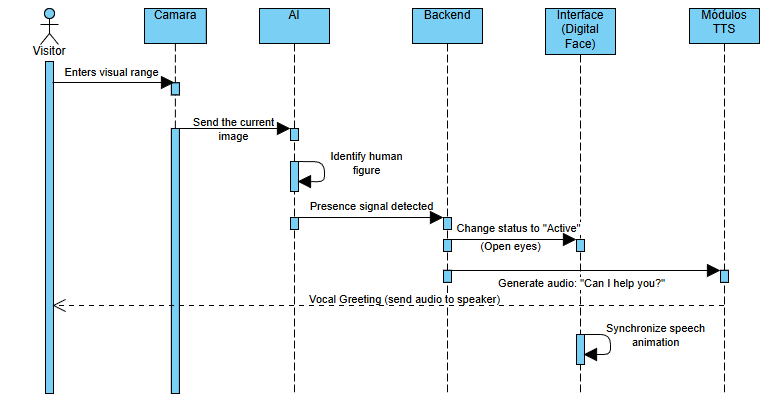 Visitor
Camara
AI
Backend
Interface
(Digital
Face)
Módulos
TTS
Enters visual range
Send the current
image
Identify human
figure
Presence signal detected
Change status to "Active"
(Open eyes)
Generate audio: "Can I help you?"
Vocal Greeting (send audio to speaker)
Synchronize speech
animation